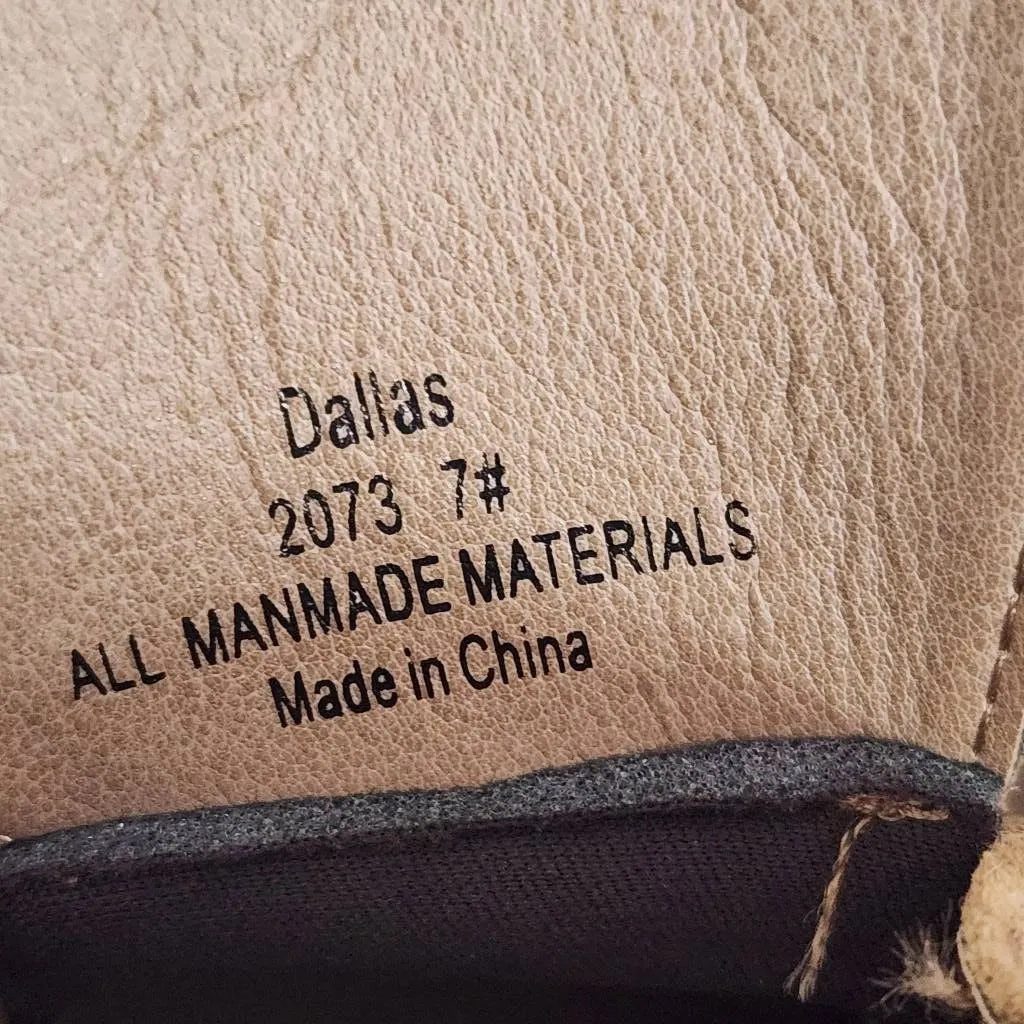 Dallas
2073 7#
ALL MANMADE MATERIALS
Made in China